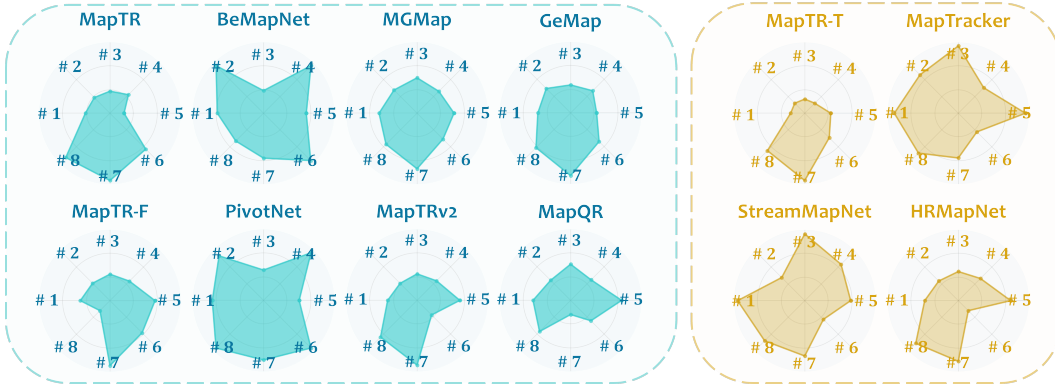 MapTR BeMapNet MGMap GeMap MapTR-T MapTracker
# 3 # 3 # 3 # 3 # 3 # 3
# 2 # 4 # 2 # 4 # 2 # 4 # 2 # 4 # 2 # 4 # 2 # 4
# 1 # 5 # 1 # 5 # 1 # 5 # 1 # 5 # 1 # 5 # 1 # 5
# 8 # 6 # 8 # 6 # 8 # 6 # 8 # 6 # 8 # 6 # 8 # 6
# 7 # 7 # 7 # 7 # 7 # 7
MapTR-F PivotNet MapTRv2 MapQR StreamMapNet HRMapNet
# 3 # 3 # 3 # 3 # 3 # 3
# 2 # 4 # 2 # 4 # 2 # 4 # 2 # 4 # 2 # 4 # 2 # 4
# 1 # 5 # 1 # 5 # 1 # 5 # 1 # 5 # 1 # 5 # 1 # 5
# 8 # 6 # 8 # 6 # 8 # 6 # 8 # 6 # 8 # 6 # 8 # 6
# 7 # 7 # 7 # 7 # 7 # 7